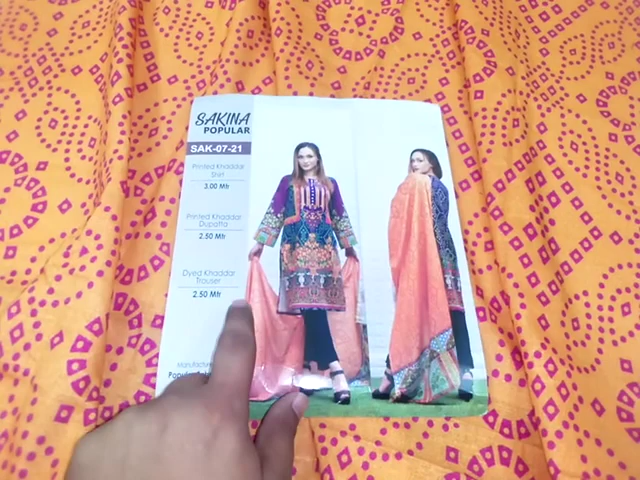 SAKINA
POPULAR
SAK-07-21
Printed Khaddar
Shirt
3.00 Mtr
Printed Khaddar
Dupatta
2.50 Mtr
Dyed Khaddar
Trouser
2.50 Mtr